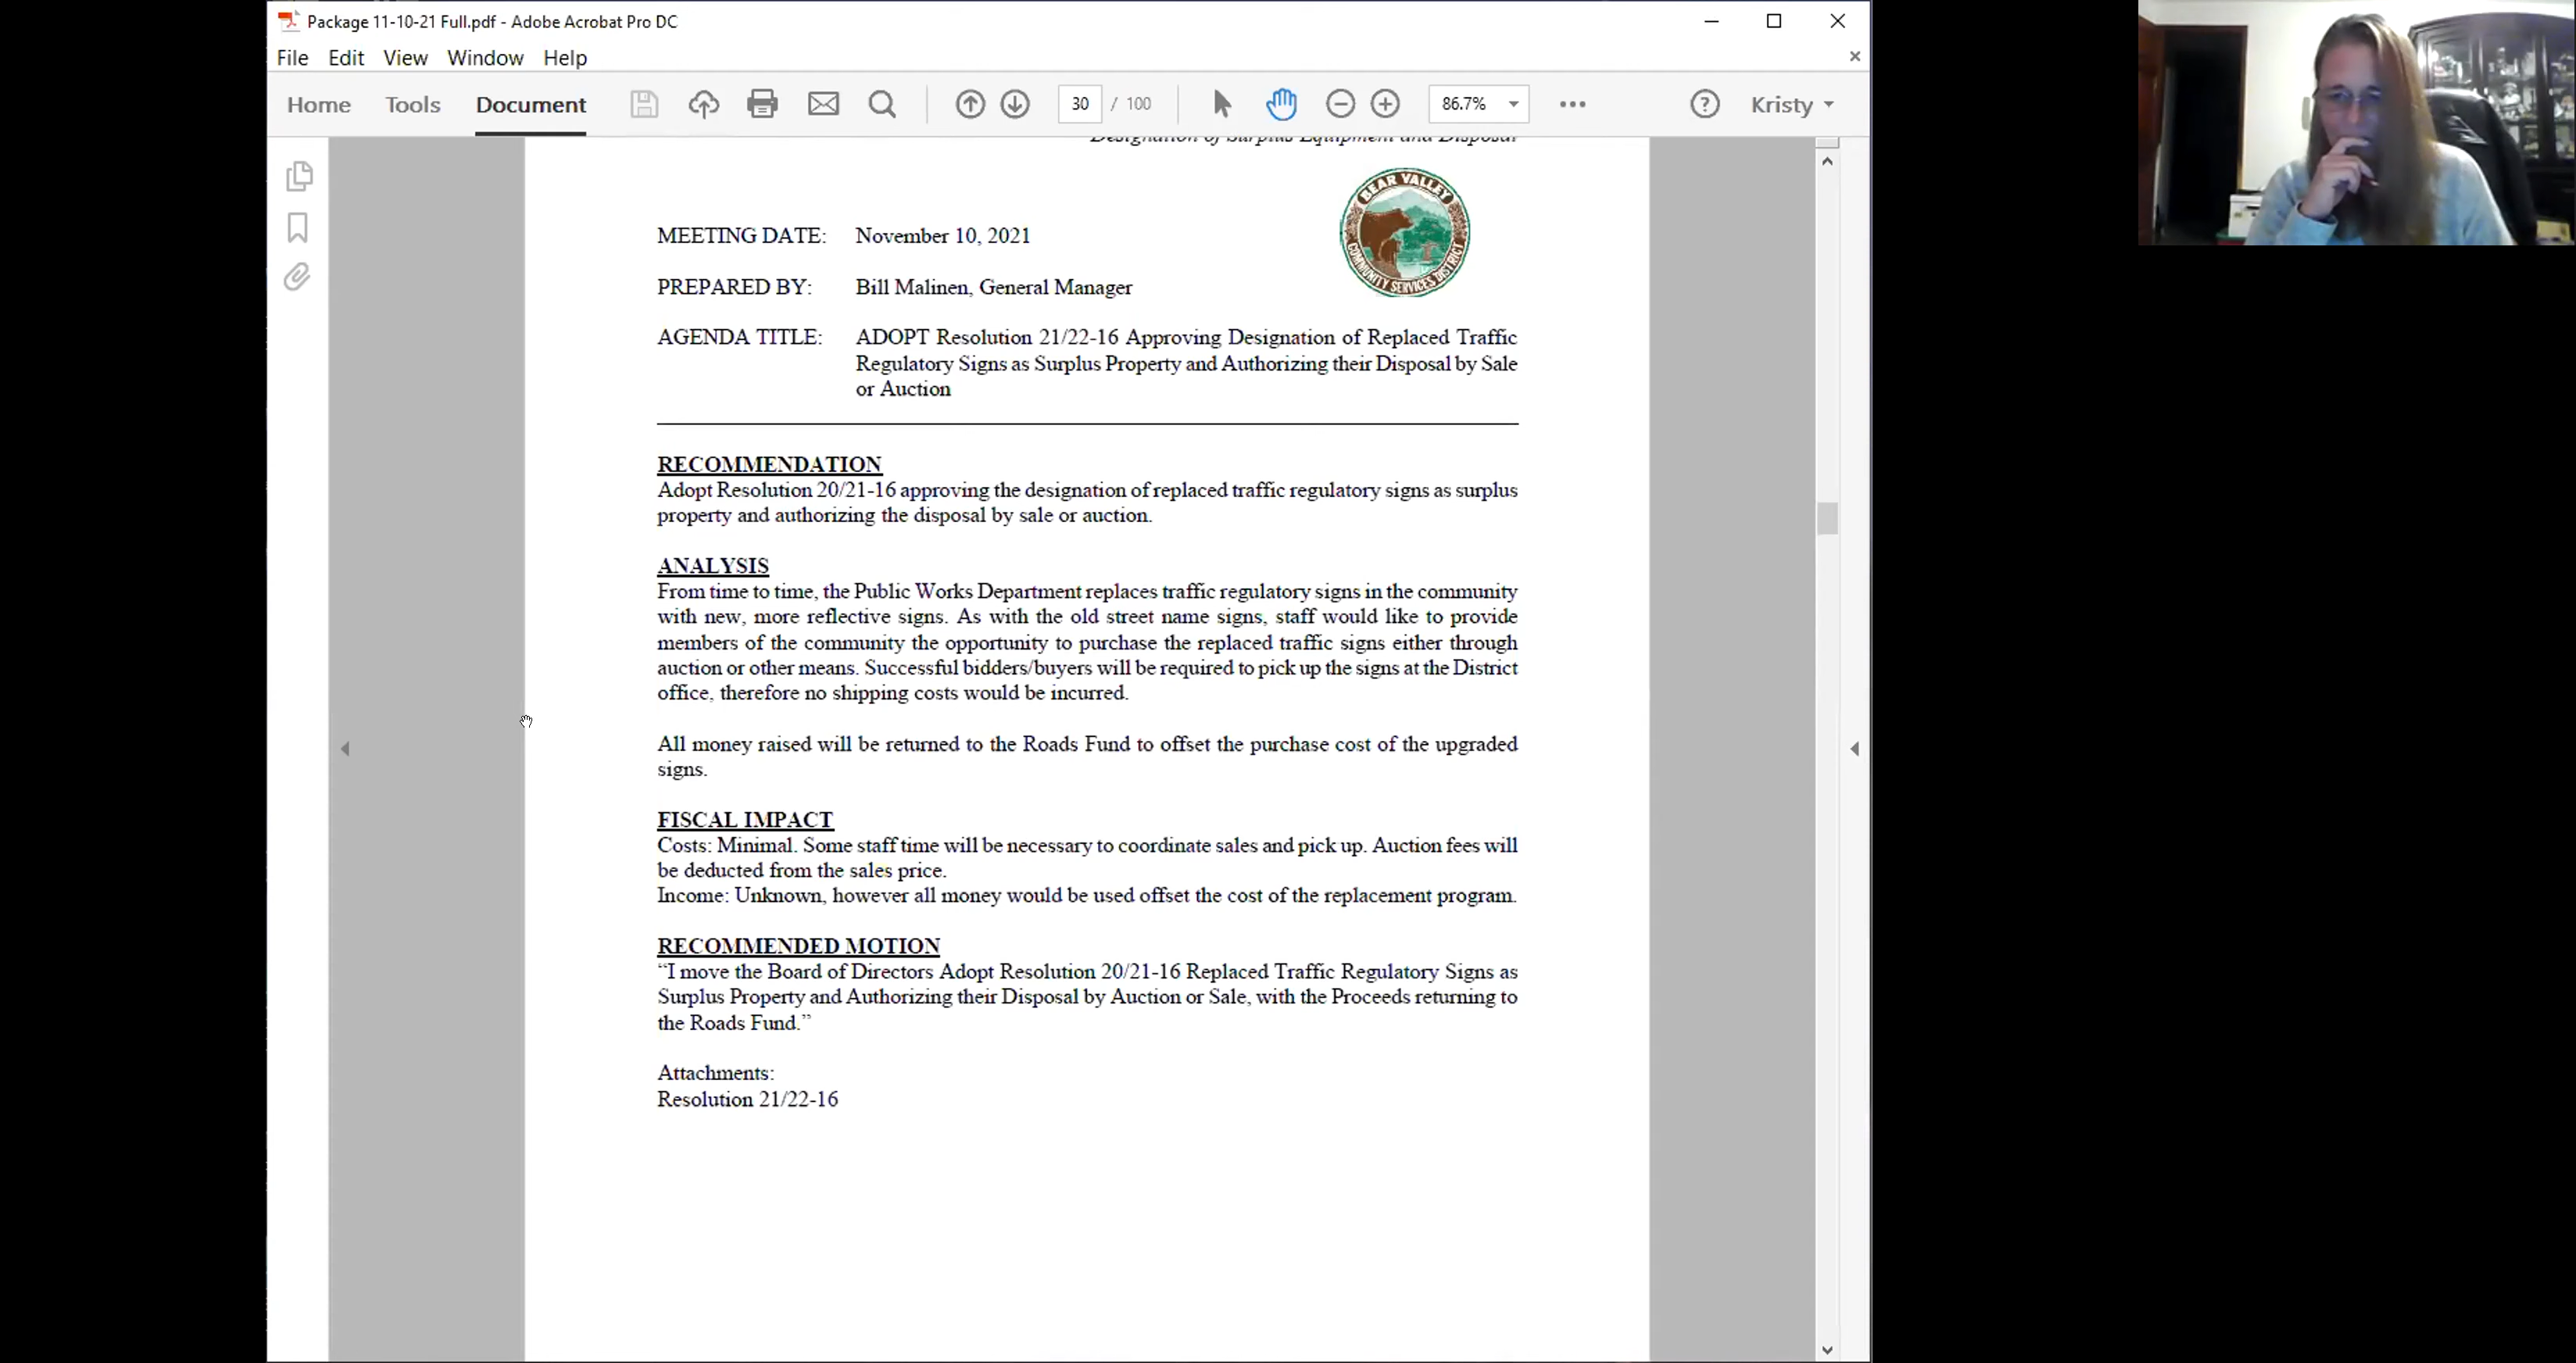 Package 11-10-21 Full.pdf - Adobe Acrobat Pro DC
File Edit View Window Help
Home Tools Document 30 / 100 86.7% Kristy
Designation of Surplus Equipment and Disposal
BEAR VALLEY
COMMUNITY SERVICES DISTRICT
MEETING DATE: November 10, 2021
PREPARED BY: Bill Malinen, General Manager
AGENDA TITLE: ADOPT Resolution 21/22-16 Approving Designation of Replaced Traffic
Regulatory Signs as Surplus Property and Authorizing their Disposal by Sale
or Auction
RECOMMENDATION
Adopt Resolution 20/21-16 approving the designation of replaced traffic regulatory signs as surplus
property and authorizing the disposal by sale or auction.
ANALYSIS
From time to time, the Public Works Department replaces traffic regulatory signs in the community
with new, more reflective signs. As with the old street name signs, staff would like to provide
members of the community the opportunity to purchase the replaced traffic signs either through
auction or other means. Successful bidders/buyers will be required to pick up the signs at the District
office, therefore no shipping costs would be incurred.
All money raised will be returned to the Roads Fund to offset the purchase cost of the upgraded
signs.
FISCAL IMPACT
Costs: Minimal. Some staff time will be necessary to coordinate sales and pick up. Auction fees will
be deducted from the sales price.
Income: Unknown, however all money would be used offset the cost of the replacement program.
RECOMMENDED MOTION
“I move the Board of Directors Adopt Resolution 20/21-16 Replaced Traffic Regulatory Signs as
Surplus Property and Authorizing their Disposal by Auction or Sale, with the Proceeds returning to
the Roads Fund.”
Attachments:
Resolution 21/22-16